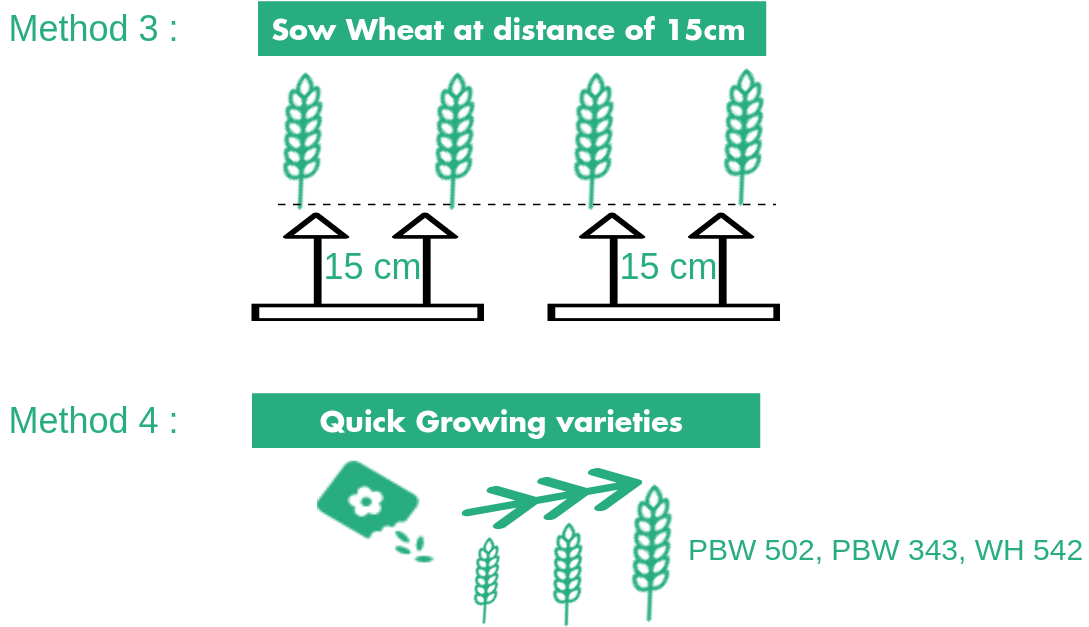 Method 3 :
Sow Wheat at distance of 15cm
15 cm
15 cm
Method 4 :
Quick Growing varieties
PBW 502, PBW 343, WH 542